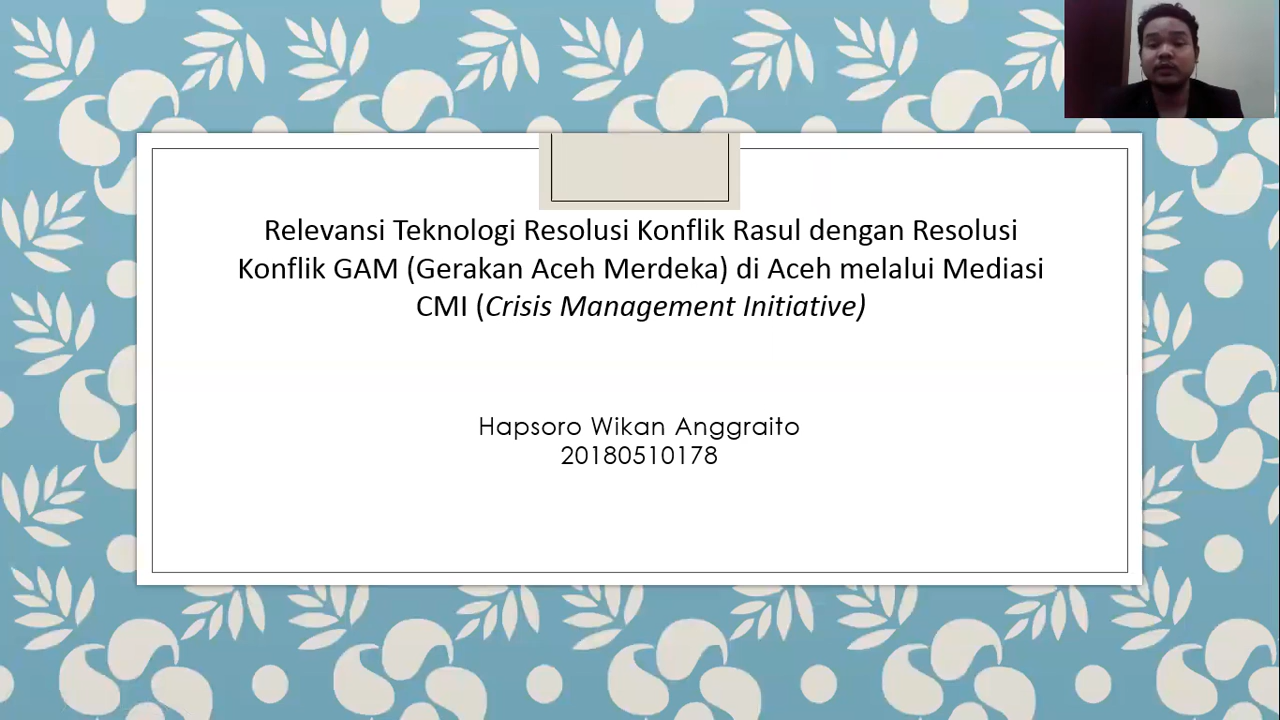 Relevansi Teknologi Resolusi Konflik Rasul dengan Resolusi
Konflik GAM (Gerakan Aceh Merdeka) di Aceh melalui Mediasi
CMI (Crisis Management Initiative)
Hapsoro Wikan Anggraito
20180510178